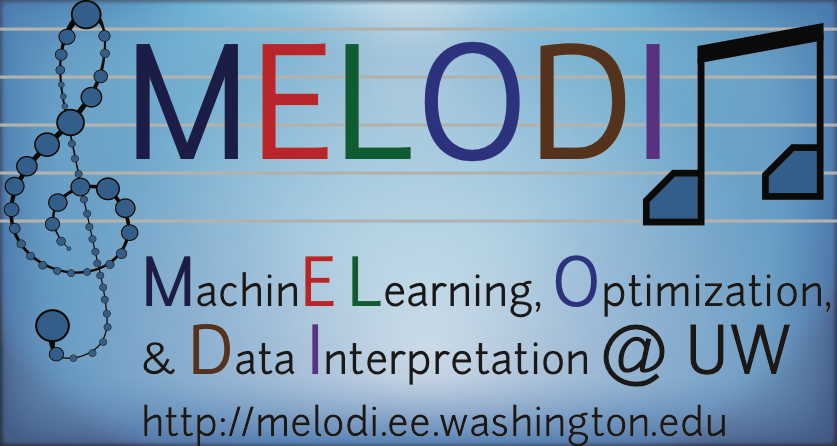 MELODI
MachinE Learning, Optimization,
& Data Interpretation @ UW
http://melodi.ee.washington.edu